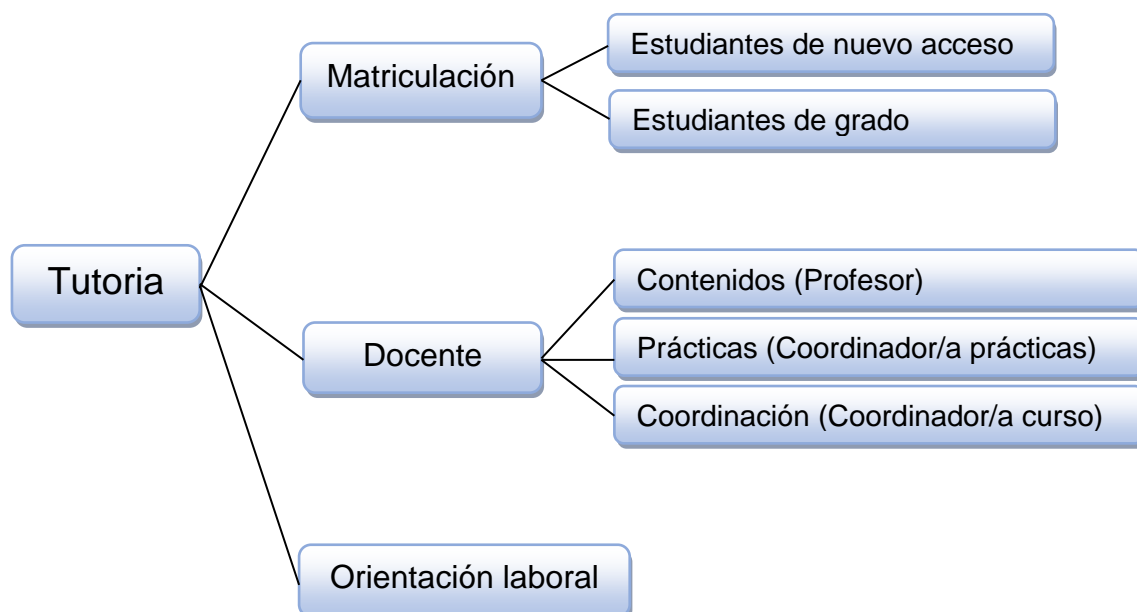 Tutoria
Matriculación
Estudiantes de nuevo acceso
Estudiantes de grado
Docente
Contenidos (Profesor)
Prácticas (Coordinador/a prácticas)
Coordinación (Coordinador/a curso)
Orientación laboral